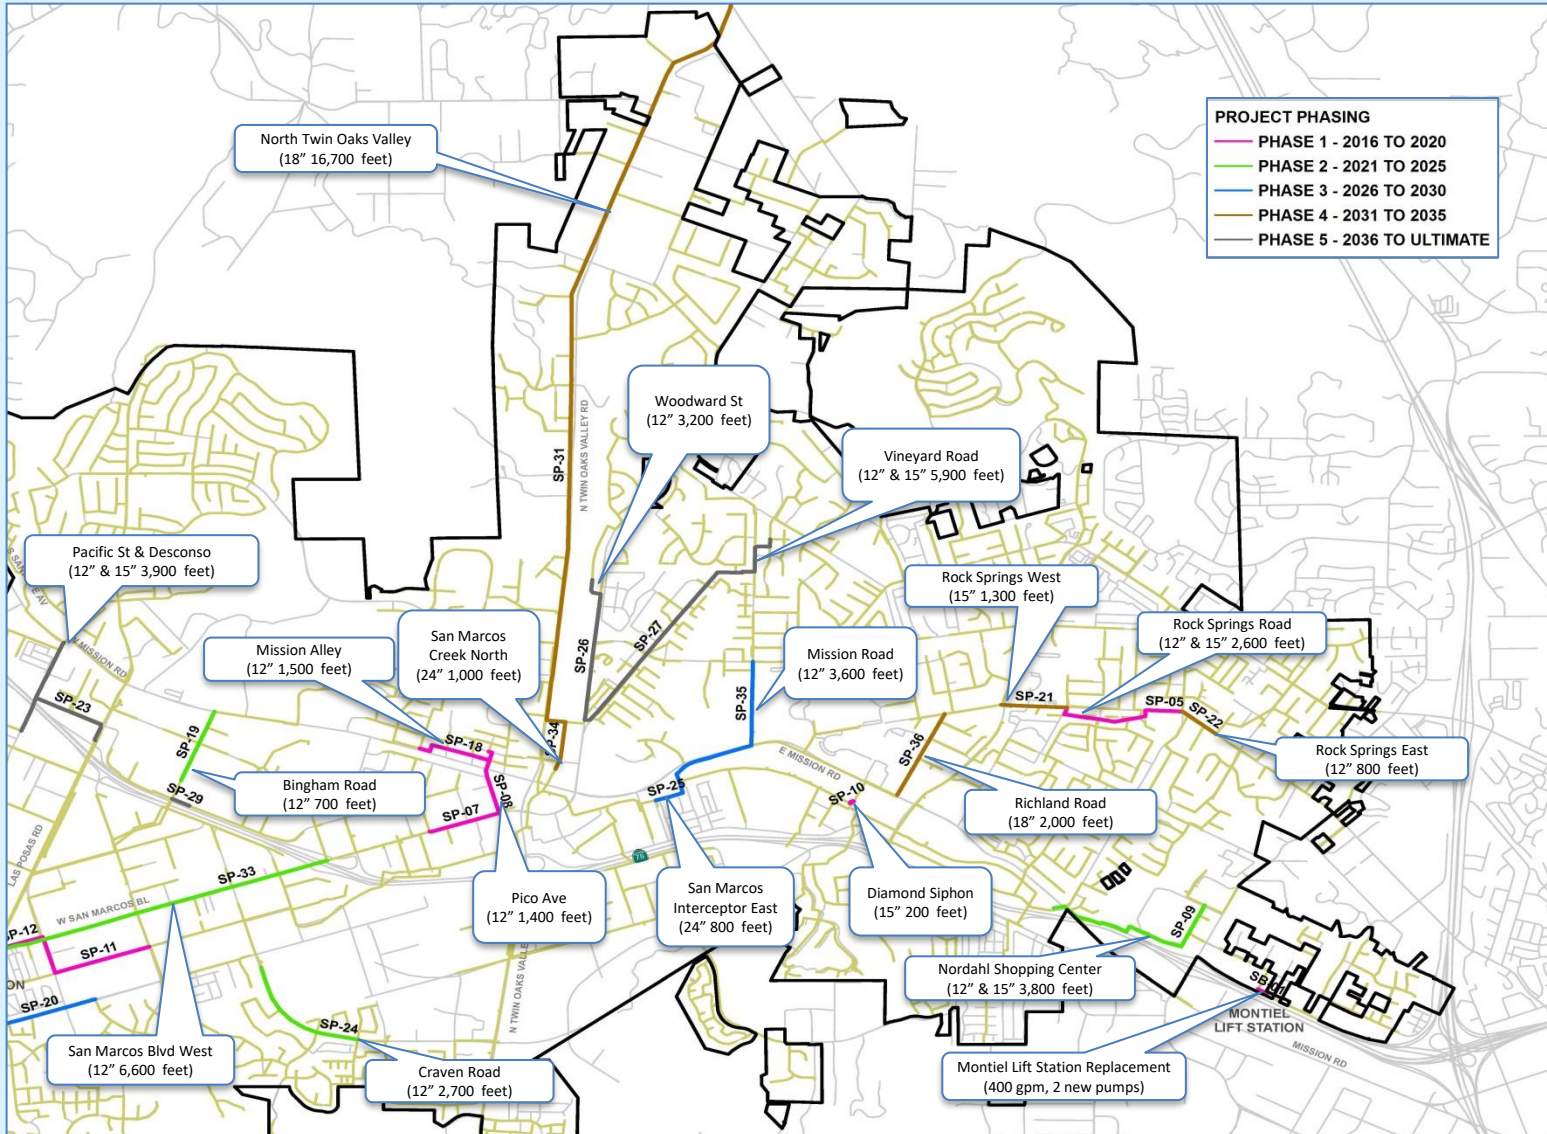 PROJECT PHASING
PHASE 1 - 2016 TO 2020
PHASE 2 - 2021 TO 2025
PHASE 3 - 2026 TO 2030
PHASE 4 - 2031 TO 2035
PHASE 5 - 2036 TO ULTIMATE
North Twin Oaks Valley
(18” 16,700 feet)
Woodward St
(12” 3,200 feet)
Vineyard Road
(12” & 15” 5,900 feet)
SP-31
N TWIN OAKS VALLEY RD
Pacific St & Desconso
(12” & 15” 3,900 feet)
N MISSION RD
Rock Springs West
(15” 1,300 feet)
Rock Springs Road
(12” & 15” 2,600 feet)
San Marcos
Creek North
(24” 1,000 feet)
Mission Alley
(12” 1,500 feet)
Mission Road
(12” 3,600 feet)
SP-26
SP-27
SP-35
SP-21
SP-05
SP-22
SP-23
SP-19
SP-18
SP-34
SP-36
Rock Springs East
(12” 800 feet)
E MISSION RD
Bingham Road
(12” 700 feet)
SP-29
SP-08
SP-07
SP-25
SP-10
Richland Road
(18” 2,000 feet)
LAS POSAS RD
SP-33
78
W SAN MARCOS BL
Pico Ave
(12” 1,400 feet)
San Marcos
Interceptor East
(24” 800 feet)
Diamond Siphon
(15” 200 feet)
SP-12
SP-11
SP-09
Nordahl Shopping Center
(12” & 15” 3,800 feet)
ON
SP-20
SP-24
N TWIN OAKS VALLE
SB-01
MONTIEL
LIFT STATION
MISSION RD
San Marcos Blvd West
(12” 6,600 feet)
Craven Road
(12” 2,700 feet)
Montiel Lift Station Replacement
(400 gpm, 2 new pumps)